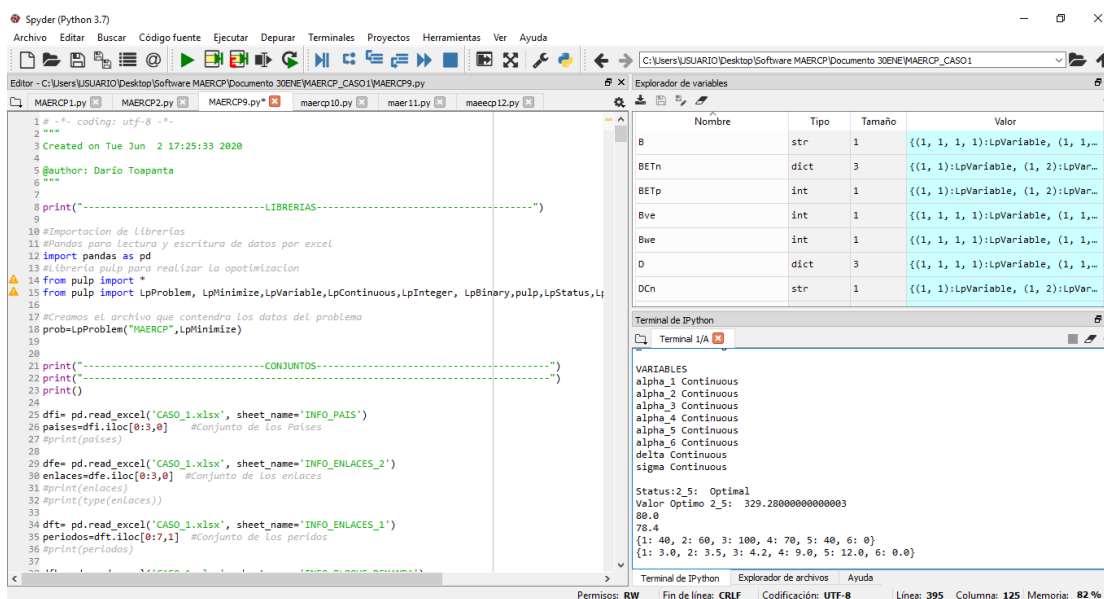 Spyder (Python 3.7)
Archivo Editar Buscar Código fuente Ejecutar Depurar Terminales Proyectos Herramientas Ver Ayuda
C:\Users\USUARIO\Desktop\Software MAERCP\Documento 30ENE\MAERCP_CASO1
Editor - C:\Users\USUARIO\Desktop\Software MAERCP\Documento 30ENE\MAERCP_CASO1\MAERCP9.py
MAERCP1.py MAERCP2.py MAERCP9.py* maercp10.py maer11.py maeecp12.py
1 # -*- coding: utf-8 -*-
2 """
3 Created on Tue Jun  2 17:25:33 2020
4
5 @author: Darío Toapanta
6 """
7
8 print("--------------------------------LIBRERIAS--------------------------------------")
9
10 #Importacion de librerias
11 #Pandas para lectura y escritura de datos por excel
12 import pandas as pd
13 #Libreria pulp para realizar la opotimizacion
14 from pulp import *
15 from pulp import LpProblem, LpMinimize,LpVariable,LpContinuous,LpInteger, LpBinary,pulp,LpStatus,Lp
16
17 #Creamos el archivo que contendra los datos del problema
18 prob=LpProblem("MAERCP",LpMinimize)
19
20
21 print("--------------------------------CONJUNTOS-----------------------------------------")
22 print("----------------------------------------------------------------------------------")
23 print()
24
25 dfi= pd.read_excel('CASO_1.xlsx', sheet_name='INFO_PAIS')
26 paises=dfi.iloc[0:3,0]    #Conjunto de los Paises
27 #print(paises)
28
29 dfe= pd.read_excel('CASO_1.xlsx', sheet_name='INFO_ENLACES_2')
30 enlaces=dfe.iloc[0:3,0]  #Conjunto de los enlaces
31 #print(enlaces)
32 #print(type(enlaces))
33
34 dft= pd.read_excel('CASO_1.xlsx', sheet_name='INFO_ENLACES_1')
35 periodos=dft.iloc[0:7,1]  #Conjunto de los peridos
36 #print(periodos)
37
Explorador de variables
Nombre Tipo Tamaño Valor
B str 1 {(1, 1, 1, 1):LpVariable, (1, 1,…
BETn dict 3 {(1, 1):LpVariable, (1, 2):LpVar…
BETp int 1 {(1, 1):LpVariable, (1, 2):LpVar…
Bve int 1 {(1, 1, 1, 1):LpVariable, (1, 1,…
Bwe int 1 {(1, 1, 1, 1):LpVariable, (1, 1,…
D dict 3 {(1, 1, 1, 1):LpVariable, (1, 1,…
DCn str 1 {(1, 1):LpVariable, (1, 2):LpVar…
Terminal de IPython
Terminal 1/A
VARIABLES
alpha_1 Continuous
alpha_2 Continuous
alpha_3 Continuous
alpha_4 Continuous
alpha_5 Continuous
alpha_6 Continuous
delta Continuous
sigma Continuous
Status:2_5:  Optimal
Valor Optimo 2_5:  329.28000000000003
80.0
78.4
{1: 40, 2: 60, 3: 100, 4: 70, 5: 40, 6: 0}
{1: 3.0, 2: 3.5, 3: 4.2, 4: 9.0, 5: 12.0, 6: 0.0}
Terminal de IPython Explorador de archivos Ayuda
Permisos: RW Fin de línea: CRLF Codificación: UTF-8 Línea: 395 Columna: 125 Memoria: 82 %